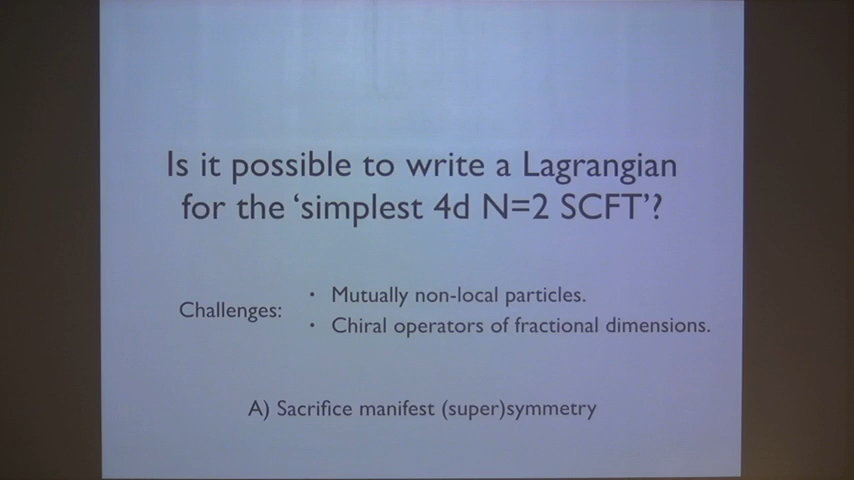 Is it possible to write a Lagrangian
for the ‘simplest 4d N=2 SCFT’?
Challenges:
• Mutually non-local particles.
• Chiral operators of fractional dimensions.
A) Sacrifice manifest (super)symmetry